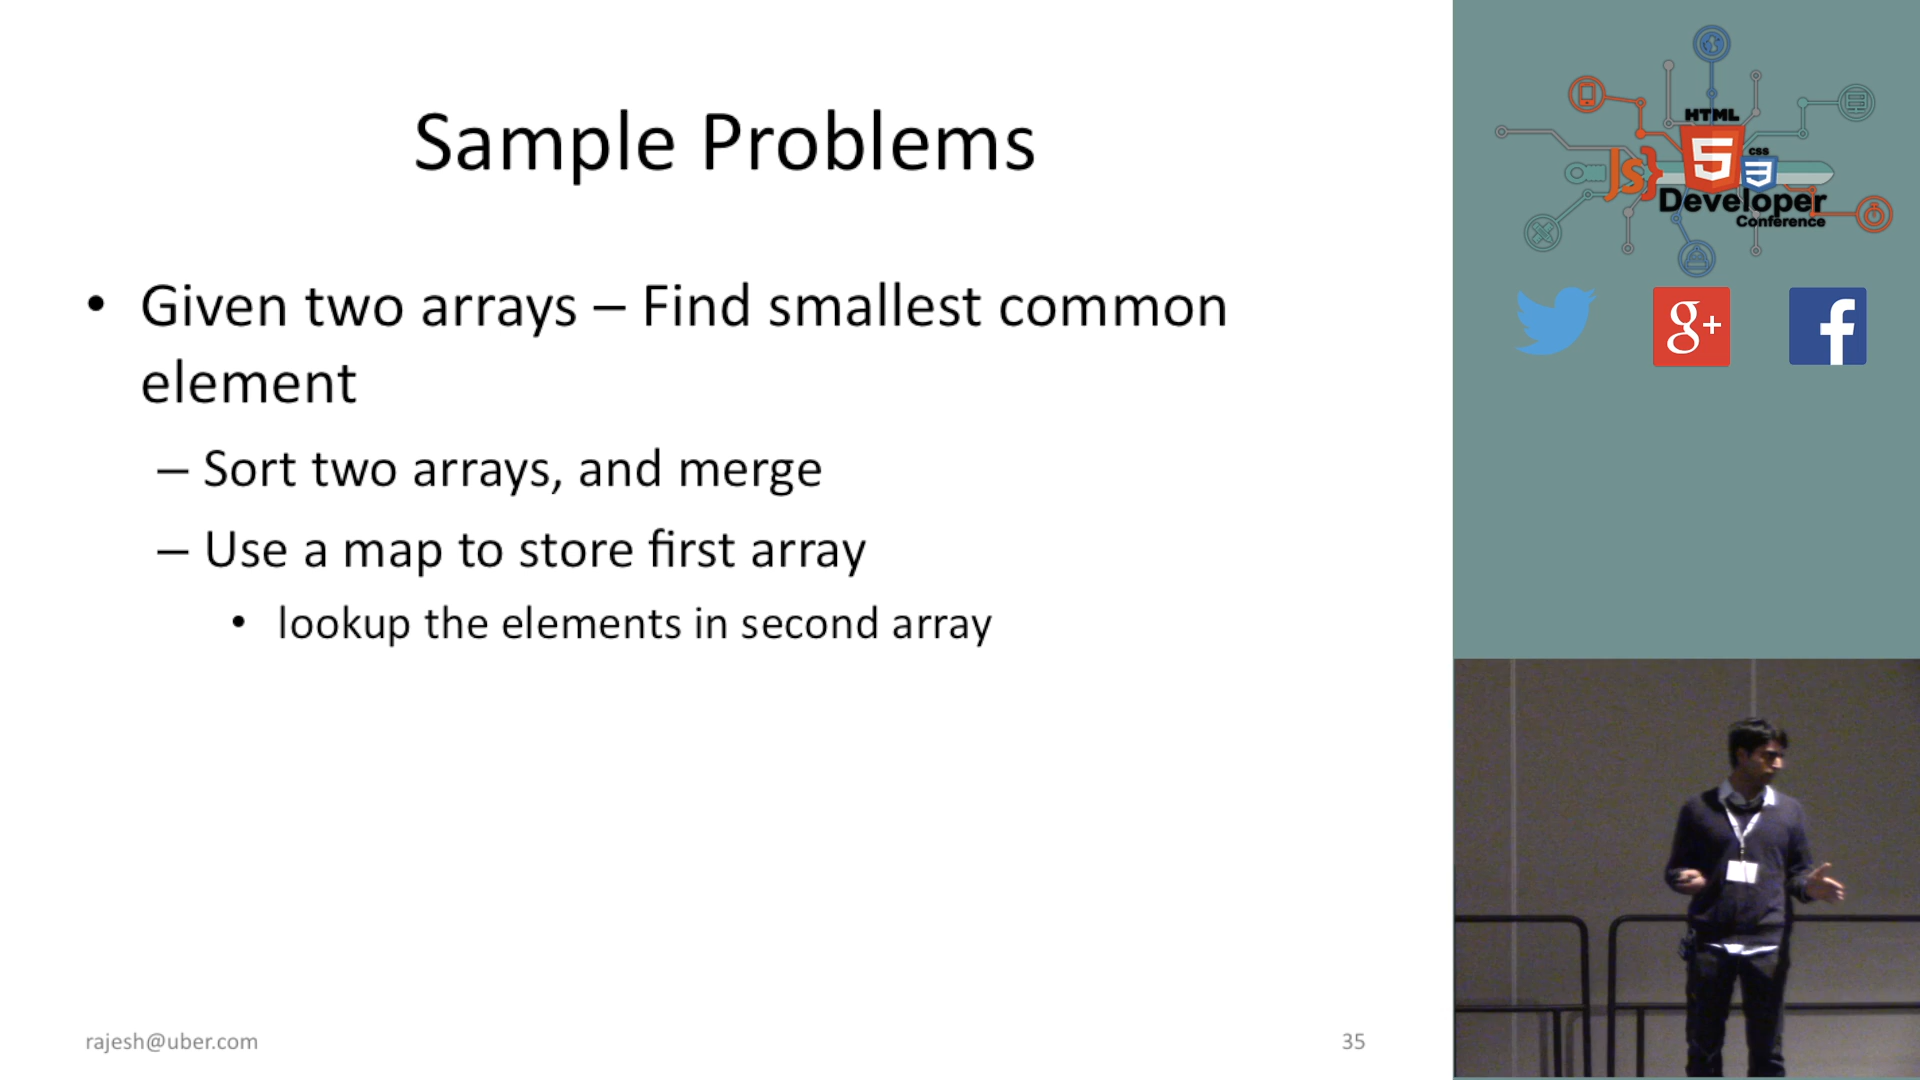 Sample Problems
• Given two arrays – Find smallest common
element
– Sort two arrays, and merge
– Use a map to store first array
• lookup the elements in second array
rajesh@uber.com
35
HTML
5
JS}
CSS
3
Developer
Conference
g+
f